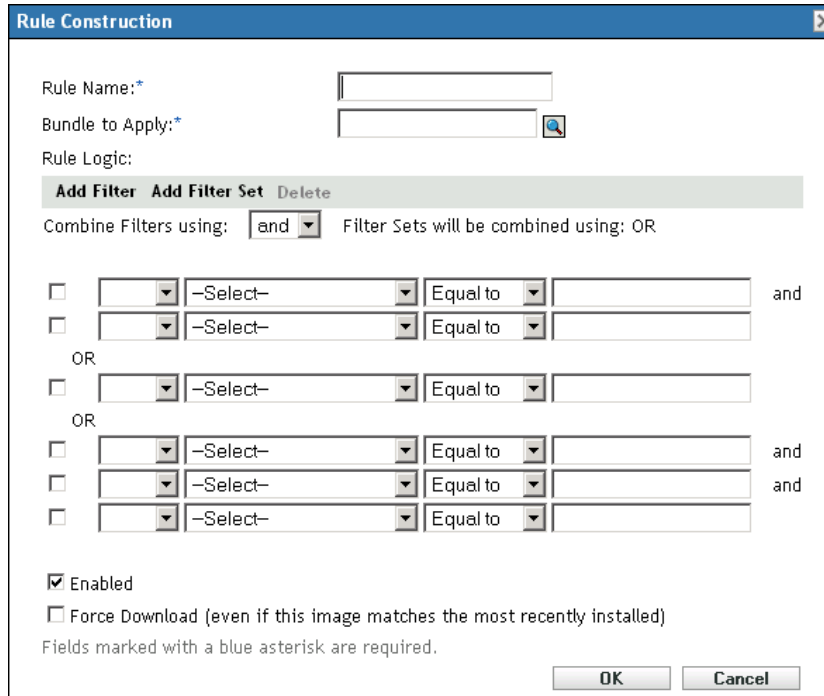 Rule Construction
Rule Name:*
Bundle to Apply:*
Rule Logic:
Add Filter Add Filter Set Delete
Combine Filters using: and Filter Sets will be combined using: OR
–Select– Equal to and
–Select– Equal to
OR
–Select– Equal to
OR
–Select– Equal to and
–Select– Equal to and
–Select– Equal to
Enabled
Force Download (even if this image matches the most recently installed)
Fields marked with a blue asterisk are required.
OK Cancel